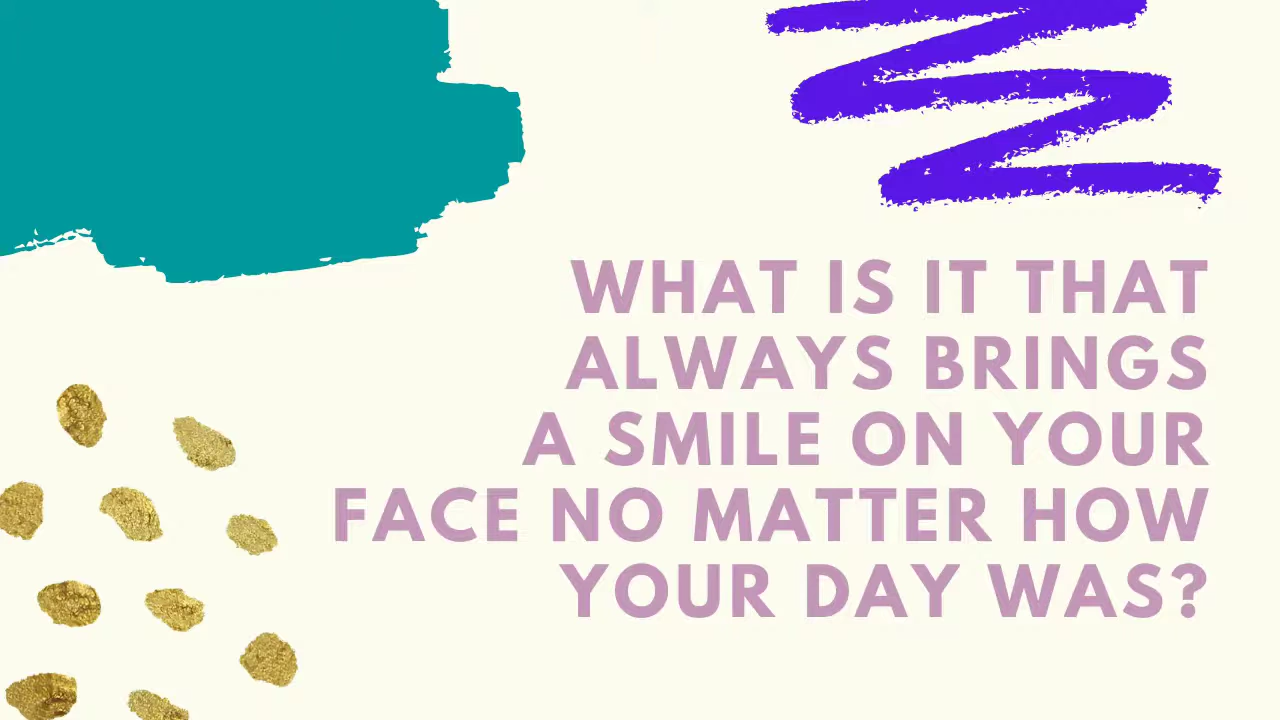 WHAT IS IT THAT
ALWAYS BRINGS
A SMILE ON YOUR
FACE NO MATTER HOW
YOUR DAY WAS?